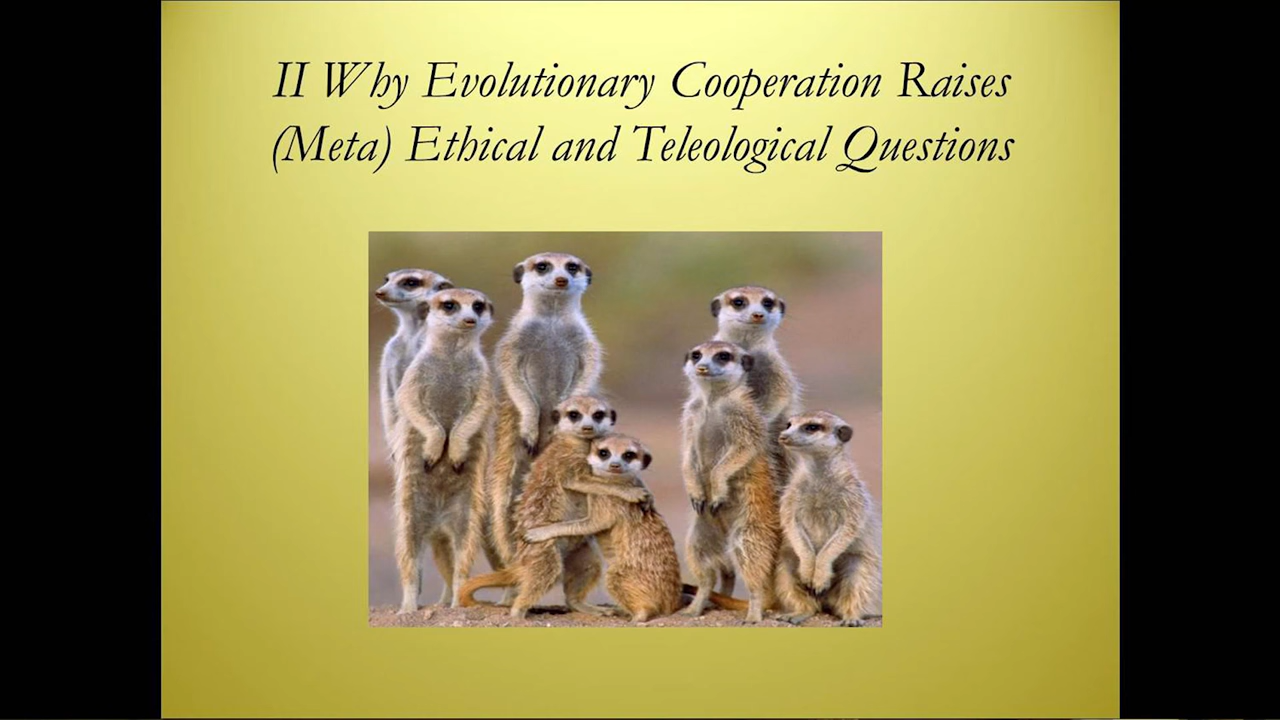 II Why Evolutionary Cooperation Raises
(Meta) Ethical and Teleological Questions